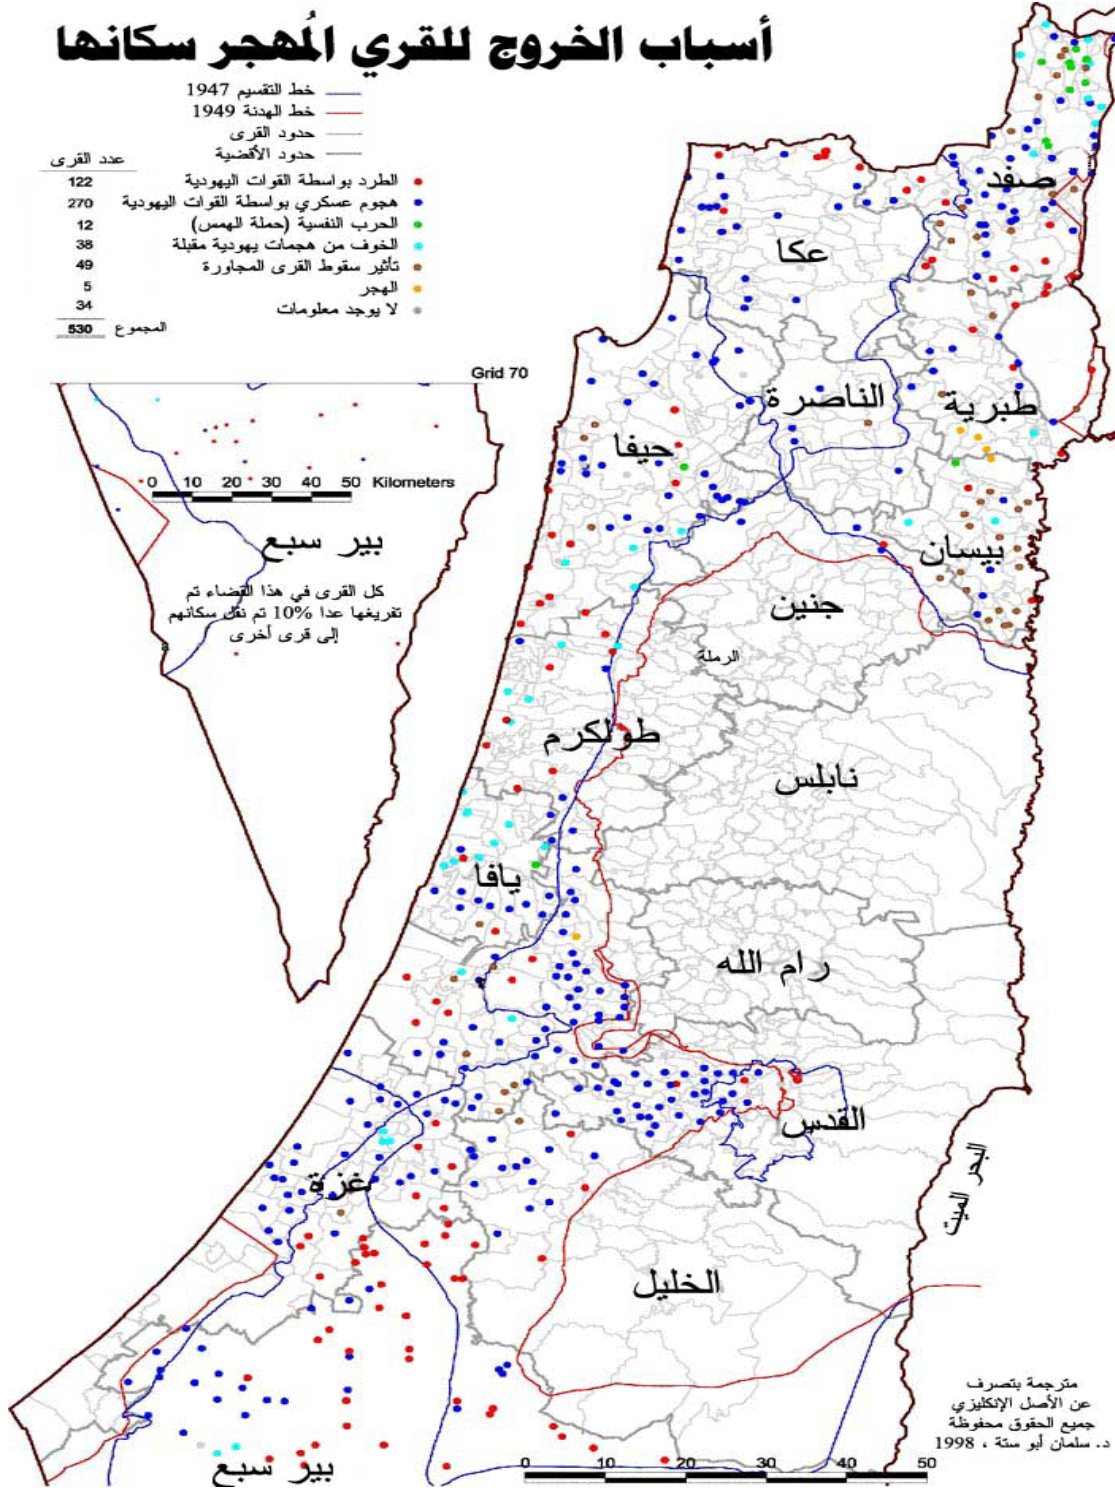 أسباب الخروج للقري المُهجر سكانها
خط التقسيم 1947
خط الهدنة 1949
حدود القرى
حدود الأقضية
عدد القرى
الطرد بواسطة القوات اليهودية 122
هجوم عسكري بواسطة القوات اليهودية 270
الحرب النفسية (حملة الهمس) 12
الخوف من هجمات يهودية مقبلة 38
تأثير سقوط القرى المجاورة 49
الهجر 5
لا يوجد معلومات 34
المجموع 530
صفد
عكا
Grid 70
الناصرة
طبرية
حيفا
0 10 20 30 40 50 Kilometers
بير سبع
بيسان
كل القرى في هذا القضاء تم
تفريغها عدا 10% تم نقل سكانهم
إلى قرى أخرى
جنين
الرملة
طولكرم
نابلس
يافا
رام الله
القدس
البحر الميت
غزة
الخليل
مترجمة بتصرف
عن الأصل الإنكليزي
جميع الحقوق محفوظة
د. سلمان أبو ستة ، 1998
بير سبع
0 10 20 30 40 50